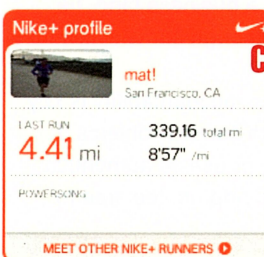 Nike+ profile
mat!
San Francisco, CA
LAST RUN
4.41 mi
339.16 total mi
8'57" /mi
POWERSONG
MEET OTHER NIKE+ RUNNERS